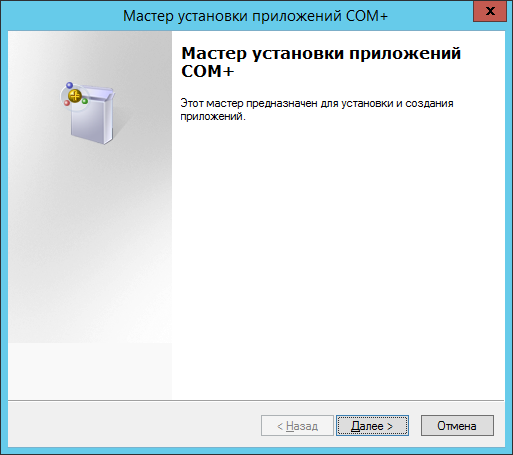 Мастер установки приложений COM+
x
Мастер установки приложений
COM+
Этот мастер предназначен для установки и создания
приложений.
< Назад
Далее >
Отмена